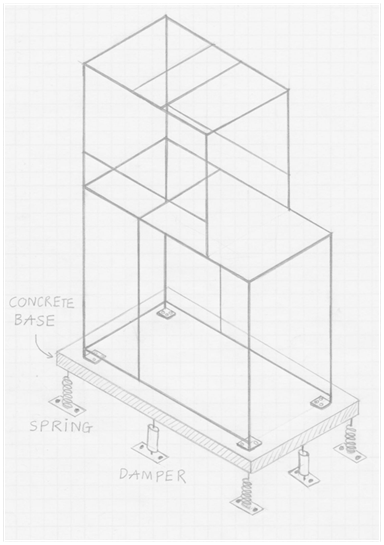 CONCRETE
BASE
SPRING
DAMPER